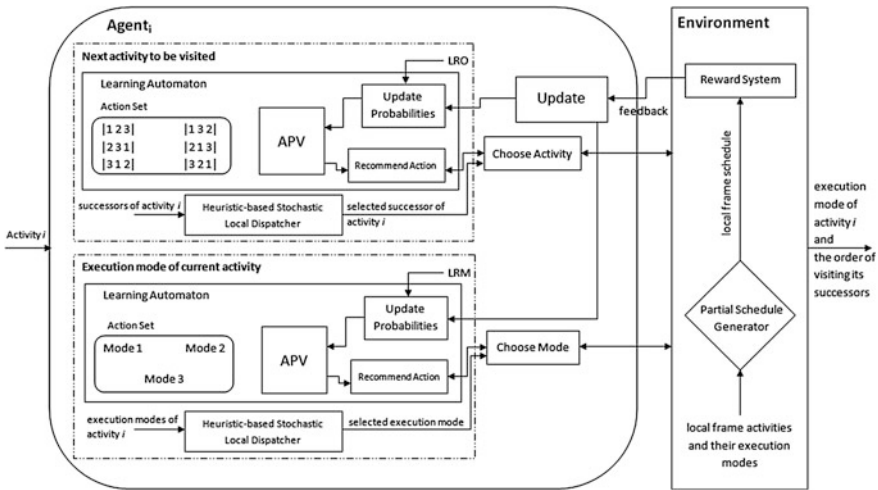 Agenti
Environment
Next activity to be visited
LRO
Learning Automaton
Action Set
|1 2 3|
|1 3 2|
|2 3 1|
|2 1 3|
|3 1 2|
|3 2 1|
APV
Update
Probabilities
Recommend Action
Update
feedback
Reward System
Choose Activity
successors of activity i
Heuristic-based Stochastic
Local Dispatcher
selected successor of
activity i
Activity i
local frame schedule
execution
mode of
activity i
and
the order of
visiting its
successors
Execution mode of current activity
LRM
Learning Automaton
Action Set
Mode 1
Mode 2
Mode 3
APV
Update
Probabilities
Recommend Action
Choose Mode
Partial Schedule
Generator
execution modes of
activity i
Heuristic-based Stochastic
Local Dispatcher
selected execution mode
local frame activities
and their execution
modes